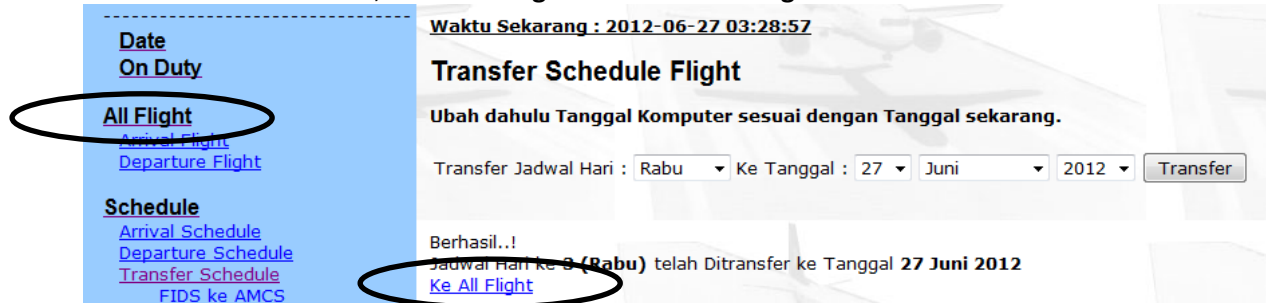 Date
On Duty
All Flight
Arrival Flight
Departure Flight
Schedule
Arrival Schedule
Departure Schedule
Transfer Schedule
FIDS ke AMCS
Waktu Sekarang : 2012-06-27 03:28:57
Transfer Schedule Flight
Ubah dahulu Tanggal Komputer sesuai dengan Tanggal sekarang.
Transfer Jadwal Hari : Rabu Ke Tanggal : 27 Juni 2012 Transfer
Berhasil..!
Jadwal Hari ke 3 (Rabu) telah Ditransfer ke Tanggal 27 Juni 2012
Ke All Flight